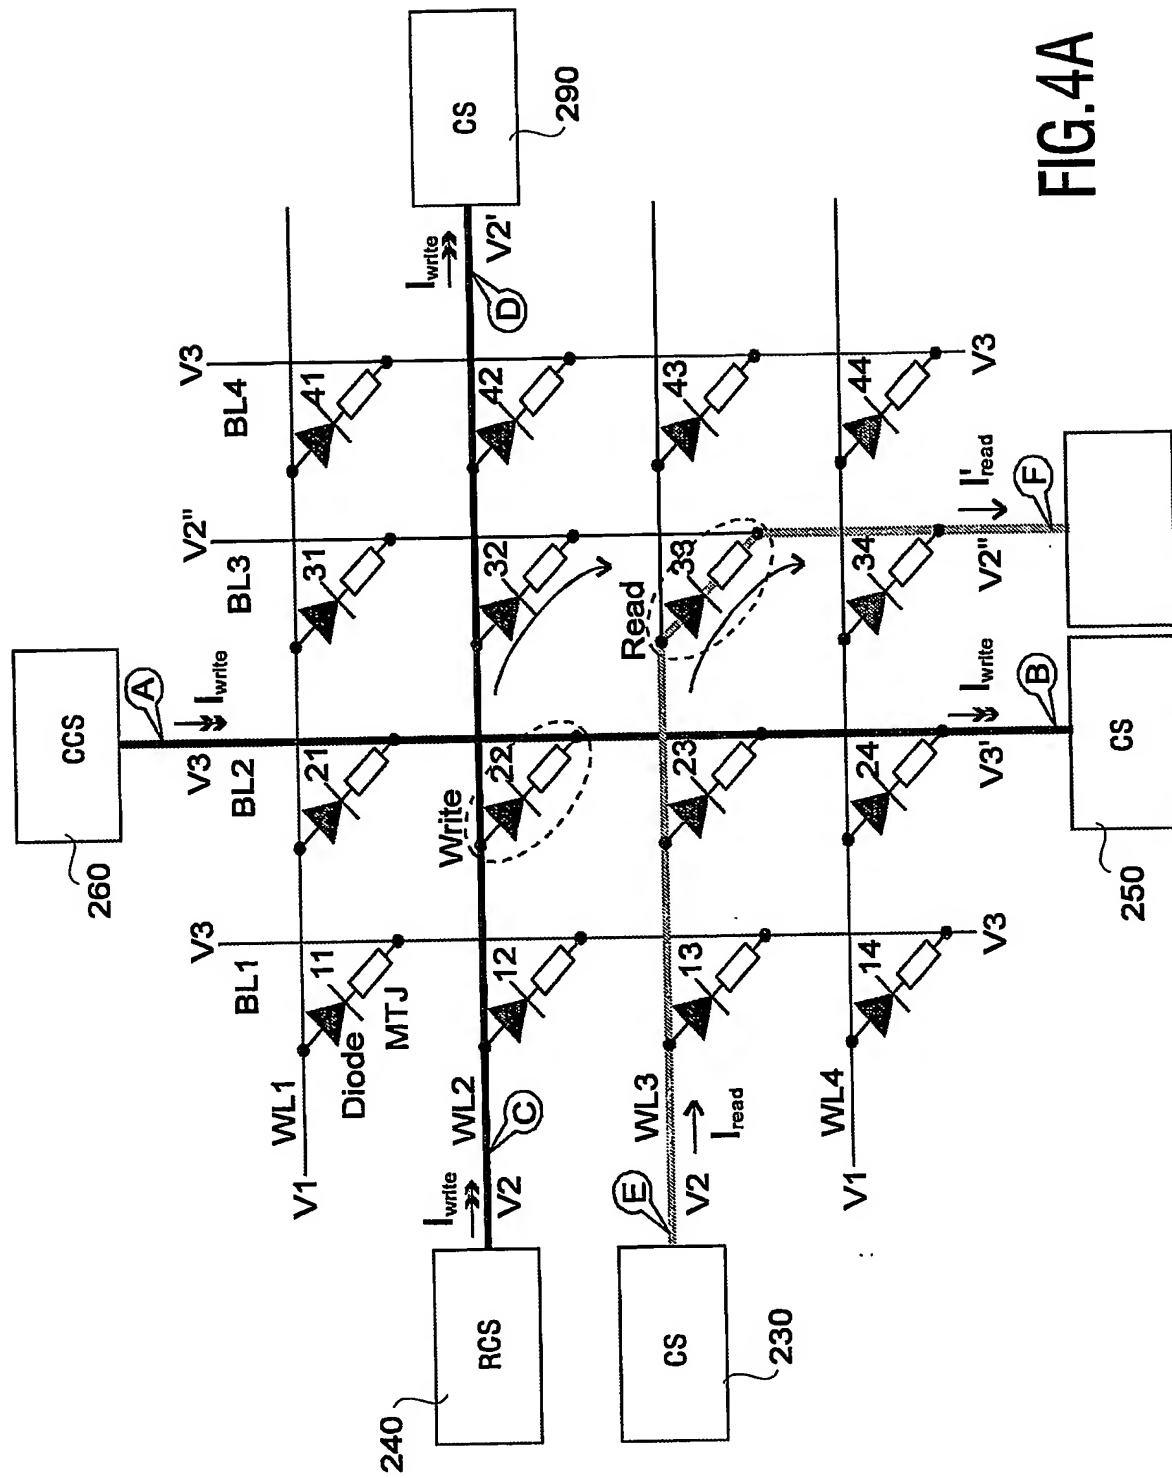 CCS
260
A
Iwrite
V3
BL2
V3
BL1
V2"
BL3
V3
BL4
V1
WL1
11
21
31
41
Diode
MTJ
240
RCS
Iwrite
V2
C
WL2
Write
12
22
32
42
D
Iwrite
V2'
CS
290
CS
230
E
V2
Iread
WL3
Read
13
23
33
43
V1
WL4
14
24
34
44
V3
V3'
Iwrite
B
CS
250
V2"
I'read
F
V3
FIG.4A